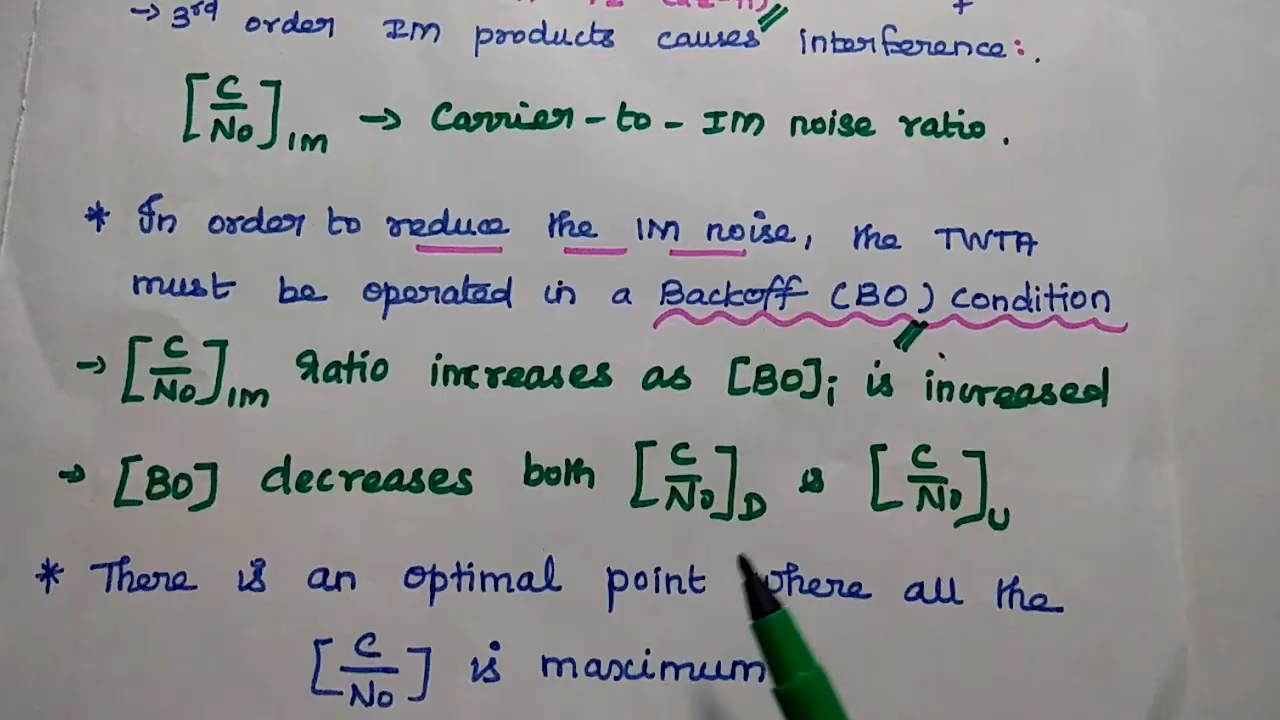 → 3rd order IM products causes interference:.
[C/No]IM → Carrier-to-IM noise ratio.
* In order to reduce the IM noise, the TWTA
must be operated in a Backoff (BO) condition
→ [C/No]IM ratio increases as [BO]i is increased
→ [BO] decreases both [C/No]D & [C/No]U
* There is an optimal point where all the
[C/No] is maximum